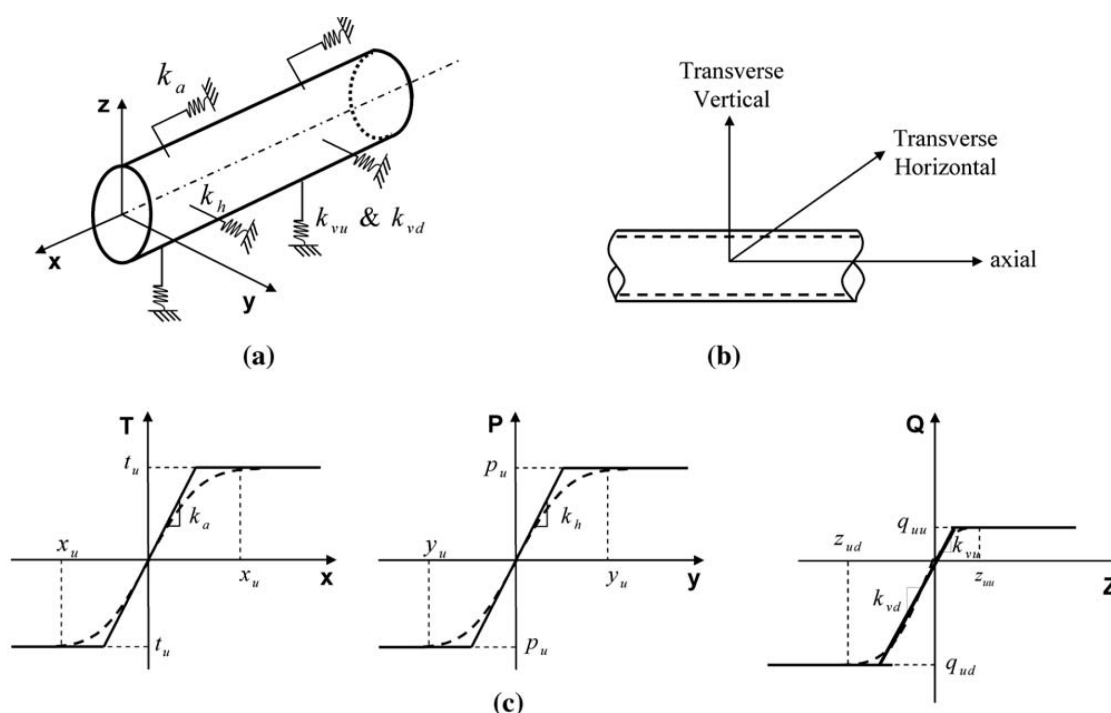 k_a
z
k_h
k_vu & k_vd
x
y
(a)
Transverse
Vertical
Transverse
Horizontal
axial
(b)
T
t_u
k_a
x_u
x_u
x
t_u
P
p_u
k_h
y_u
y_u
y
p_u
Q
q_uu
k_vu
z_ud
z_uu
Z
k_vd
q_ud
(c)